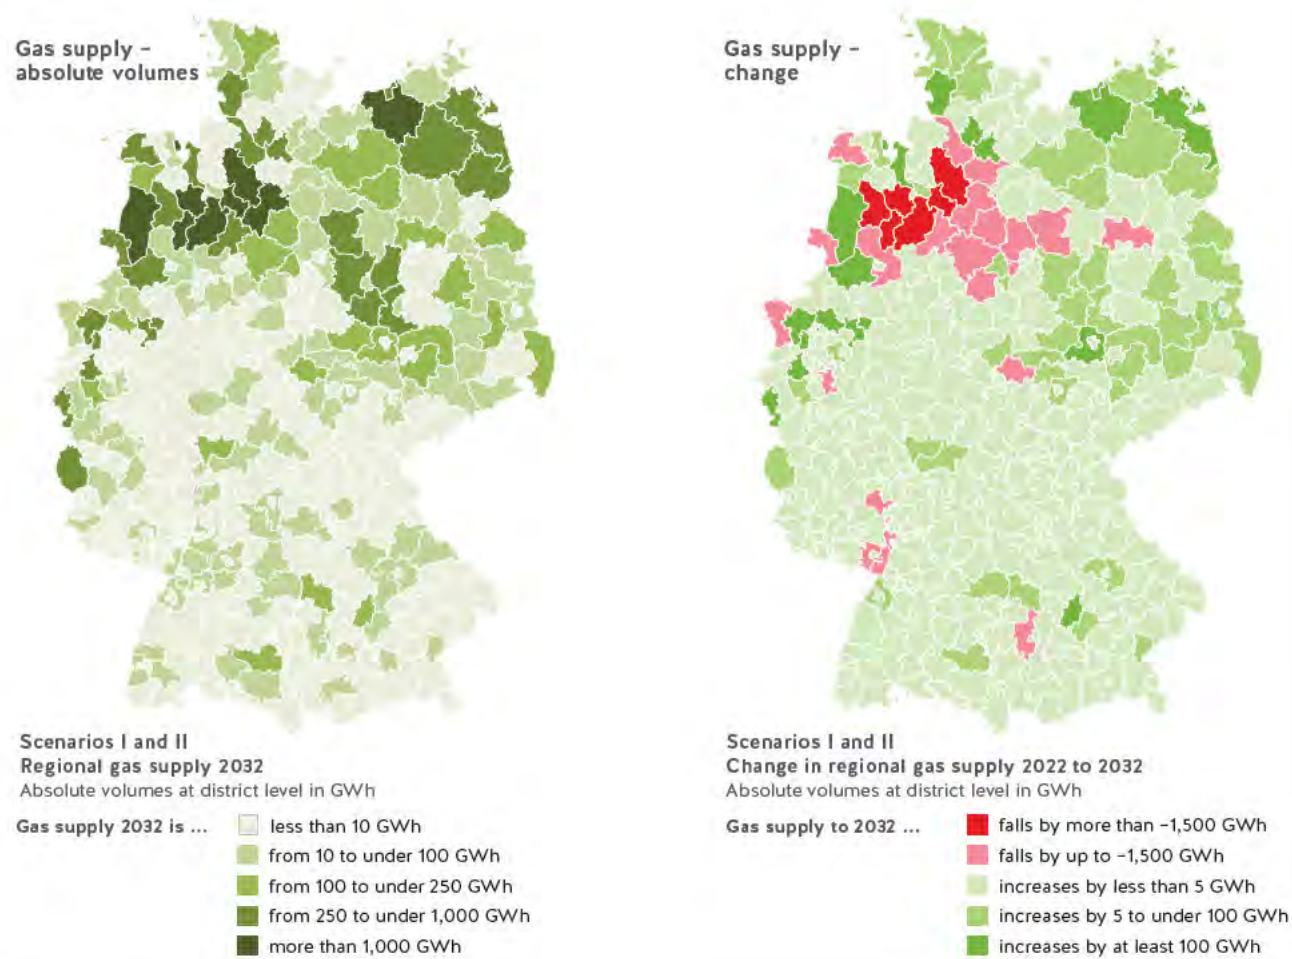 Gas supply –
absolute volumes
Scenarios I and II
Regional gas supply 2032
Absolute volumes at district level in GWh
Gas supply 2032 is ...
less than 10 GWh
from 10 to under 100 GWh
from 100 to under 250 GWh
from 250 to under 1,000 GWh
more than 1,000 GWh
Gas supply –
change
Scenarios I and II
Change in regional gas supply 2022 to 2032
Absolute volumes at district level in GWh
Gas supply to 2032 ...
falls by more than −1,500 GWh
falls by up to −1,500 GWh
increases by less than 5 GWh
increases by 5 to under 100 GWh
increases by at least 100 GWh